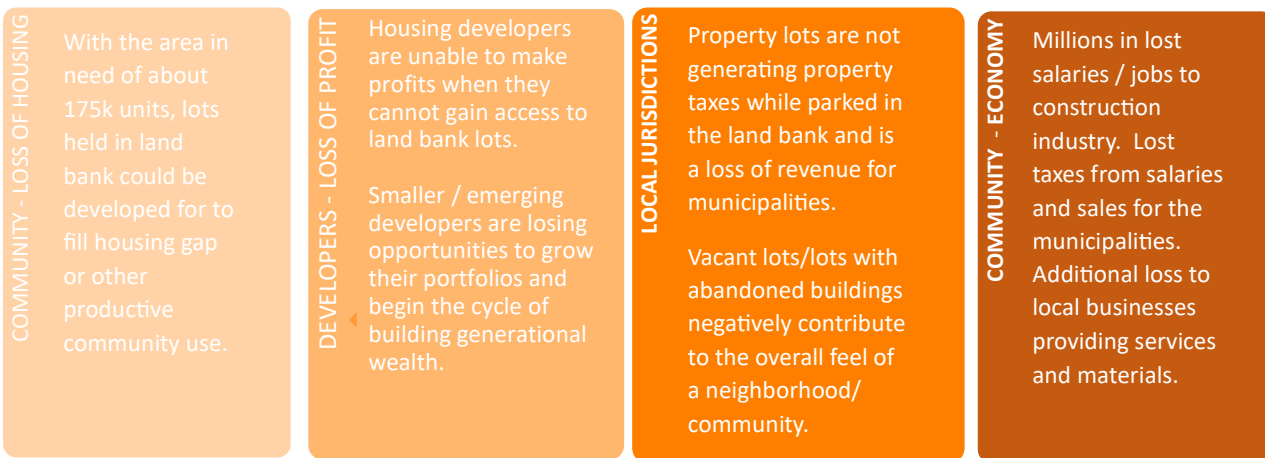 COMMUNITY - LOSS OF HOUSING
With the area in
need of about
175k units, lots
held in land
bank could be
developed for to
fill housing gap
or other
productive
community use.
DEVELOPERS - LOSS OF PROFIT
Housing developers
are unable to make
profits when they
cannot gain access to
land bank lots.
Smaller / emerging
developers are losing
opportunities to grow
their portfolios and
begin the cycle of
building generational
wealth.
LOCAL JURISDICTIONS
Property lots are not
generating property
taxes while parked in
the land bank and is
a loss of revenue for
municipalities.
Vacant lots/lots with
abandoned buildings
negatively contribute
to the overall feel of
a neighborhood/
community.
COMMUNITY - ECONOMY
Millions in lost
salaries / jobs to
construction
industry.  Lost
taxes from salaries
and sales for the
municipalities.
Additional loss to
local businesses
providing services
and materials.